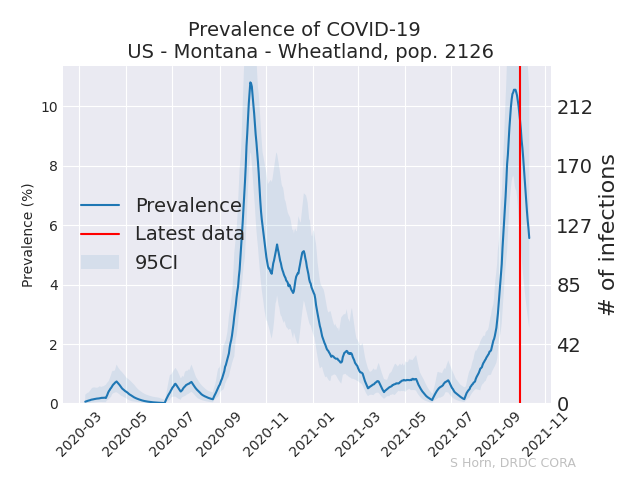 Prevalence of COVID-19
US - Montana - Wheatland, pop. 2126
Prevalence (%)
10
8
6
4
2
0
Prevalence
Latest data
95CI
212
170
127
85
42
0
# of infections
2020-03
2020-05
2020-07
2020-09
2020-11
2021-01
2021-03
2021-05
2021-07
2021-09
2021-11
S Horn, DRDC CORA